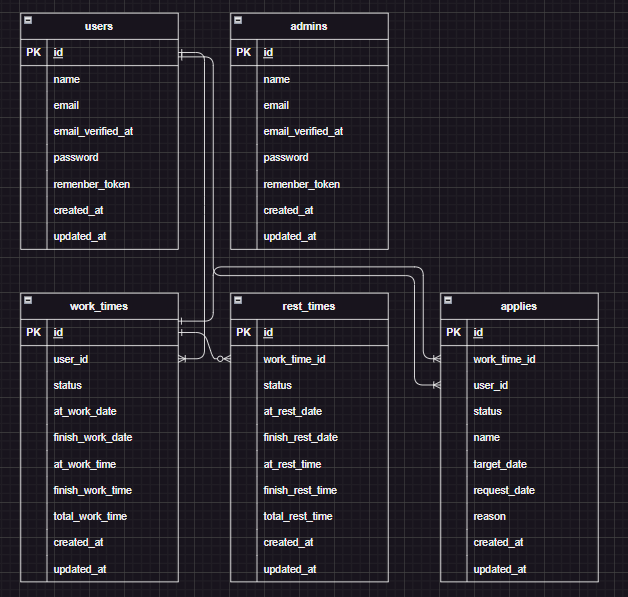 users
PK id
name
email
email_verified_at
password
remenber_token
created_at
updated_at
admins
PK id
name
email
email_verified_at
password
remenber_token
created_at
updated_at
work_times
PK id
user_id
status
at_work_date
finish_work_date
at_work_time
finish_work_time
total_work_time
created_at
updated_at
rest_times
PK id
work_time_id
status
at_rest_date
finish_rest_date
at_rest_time
finish_rest_time
total_rest_time
created_at
updated_at
applies
PK id
work_time_id
user_id
status
name
target_date
request_date
reason
created_at
updated_at